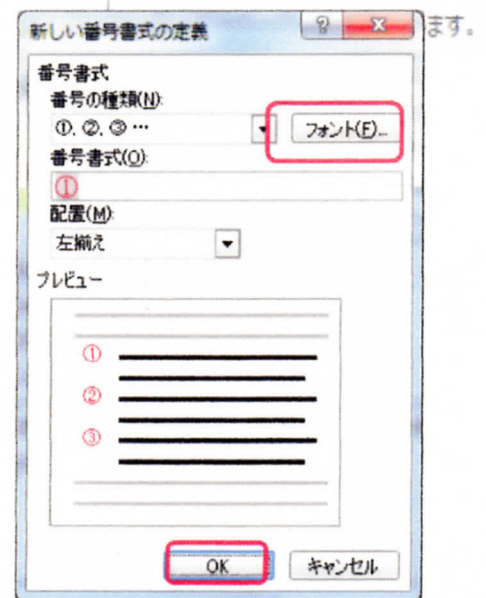 ます。
新しい番号書式の定義
番号書式
番号の種類(N):
①, ②, ③ …
フォント(F)...
番号書式(O):
①
配置(M):
左揃え
プレビュー
①
②
③
OK
キャンセル